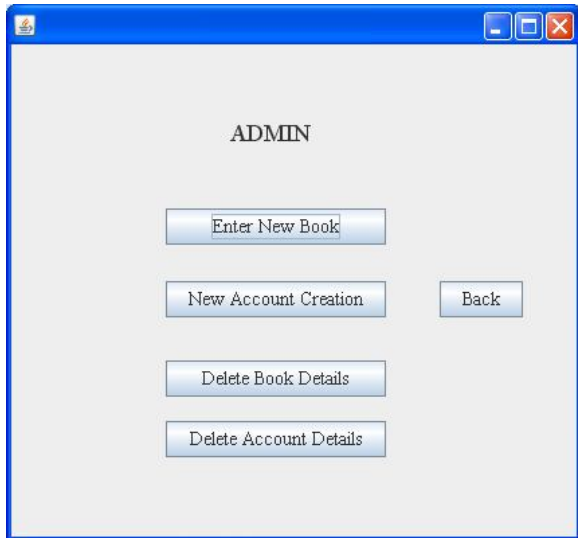 ADMIN
Enter New Book
New Account Creation
Back
Delete Book Details
Delete Account Details